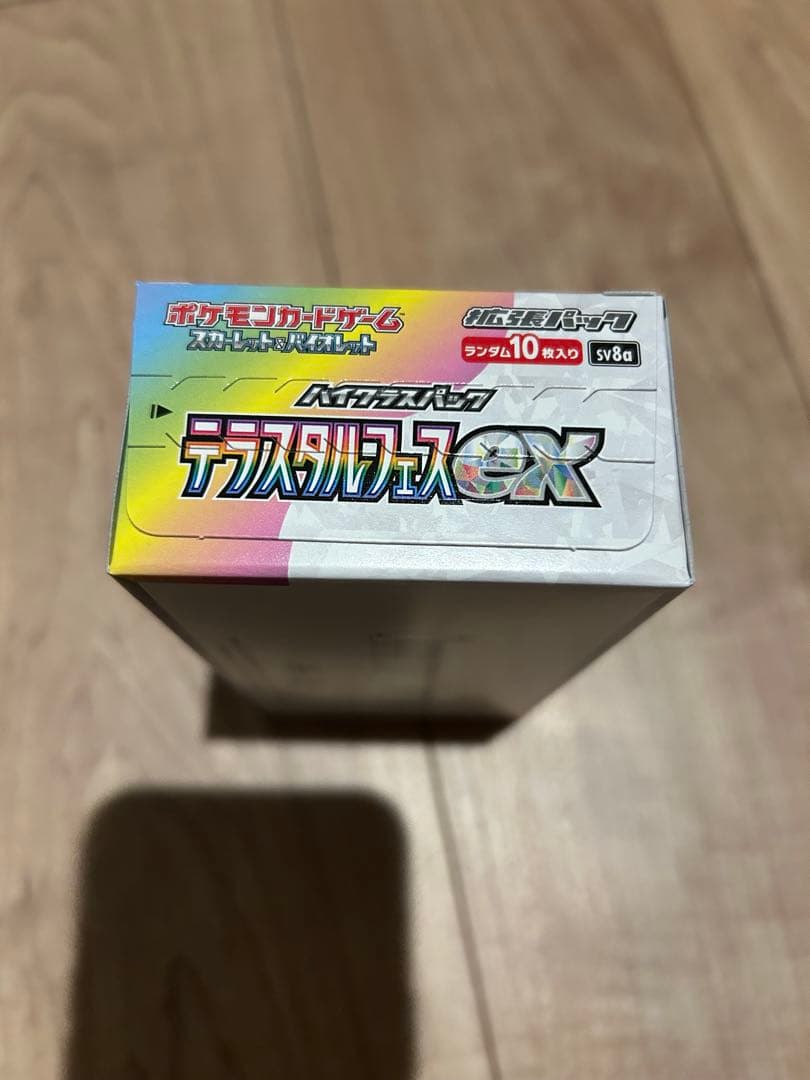 ポケモンカードゲーム
スカーレット&バイオレット
拡張パック
ランダム10枚入り
sv8a
ハイクラスパック
テラスタルフェスex